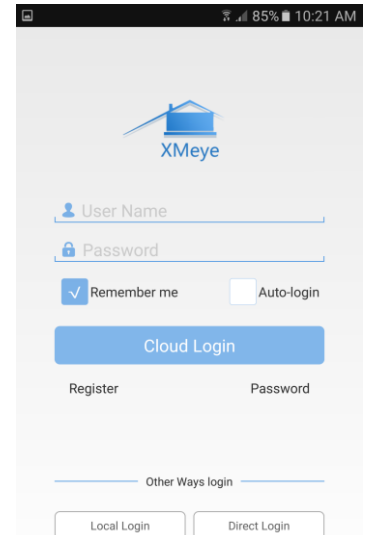 85% 10:21 AM
XMeye
User Name
Password
Remember me Auto-login
Cloud Login
Register Password
Other Ways login
Local Login Direct Login